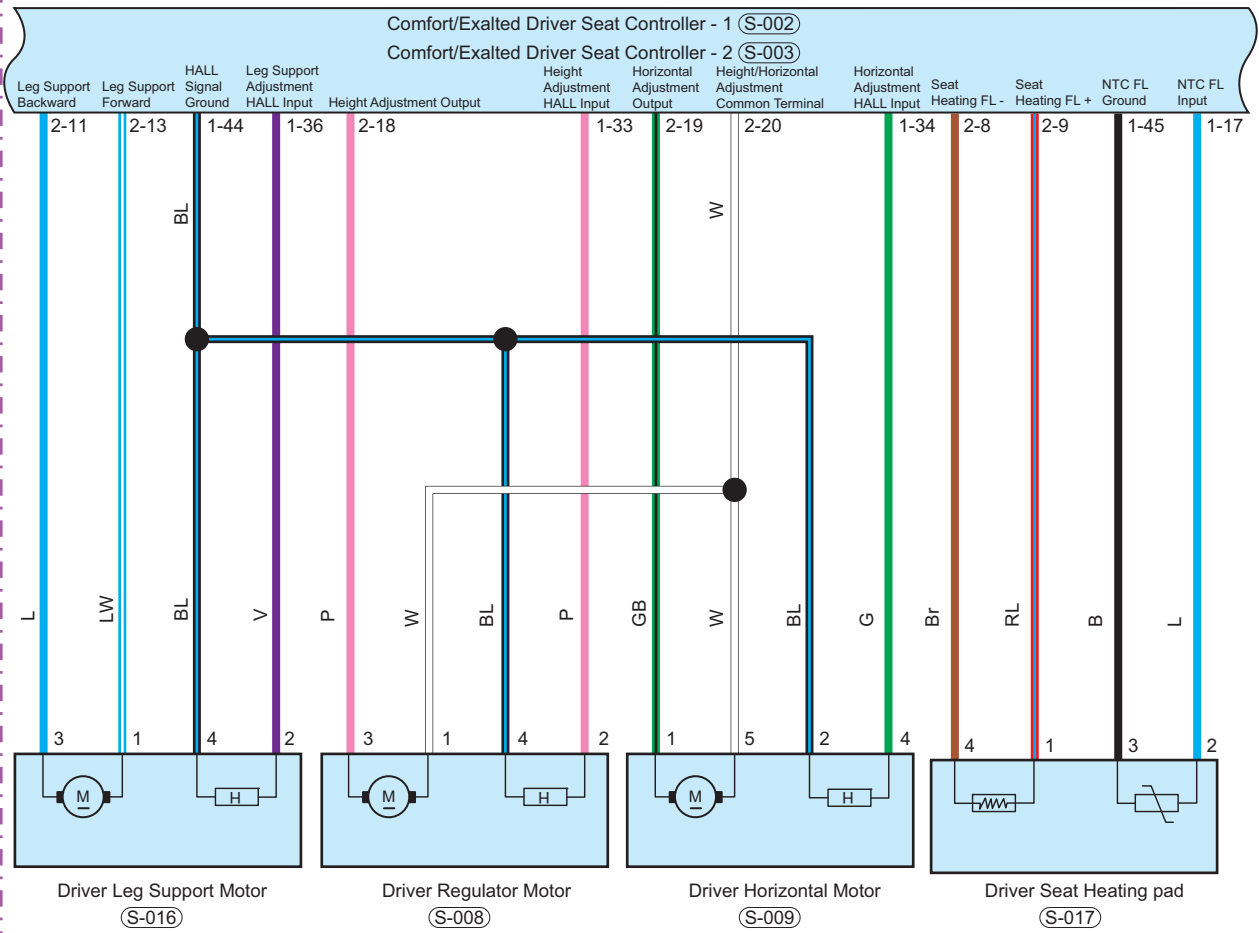 Comfort/Exalted Driver Seat Controller - 1 S-002
Comfort/Exalted Driver Seat Controller - 2 S-003
Leg Support
Backward
Leg Support
Forward
HALL
Signal
Ground
Leg Support
Adjustment
HALL Input
Height Adjustment Output
Height
Adjustment
HALL Input
Horizontal
Adjustment
Output
Height/Horizontal
Adjustment
Common Terminal
Horizontal
Adjustment
HALL Input
Seat
Heating FL -
Seat
Heating FL +
NTC FL
Ground
NTC FL
Input
2-11 2-13 1-44 1-36 2-18 1-33 2-19 2-20 1-34 2-8 2-9 1-45 1-17
BL W
L LW BL V P W BL P GB W BL G Br RL B L
3 1 4 2 3 1 4 2 1 5 2 4 4 1 3 2
M H M H M H
Driver Leg Support Motor
S-016
Driver Regulator Motor
S-008
Driver Horizontal Motor
S-009
Driver Seat Heating pad
S-017